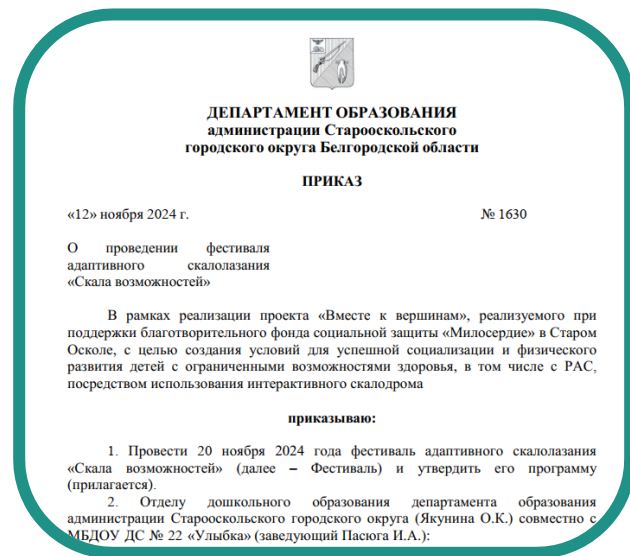 ДЕПАРТАМЕНТ ОБРАЗОВАНИЯ
администрации Старооскольского
городского округа Белгородской области
ПРИКАЗ
«12» ноября 2024 г. № 1630
О проведении фестиваля
адаптивного скалолазания
«Скала возможностей»
В рамках реализации проекта «Вместе к вершинам», реализуемого при
поддержки благотворительного фонда социальной защиты «Милосердие» в Старом
Осколе, с целью создания условий для успешной социализации и физического
развития детей с ограниченными возможностями здоровья, в том числе с РАС,
посредством использования интерактивного скалодрома
приказываю:
1. Провести 20 ноября 2024 года фестиваль адаптивного скалолазания
«Скала возможностей» (далее – Фестиваль) и утвердить его программу
(прилагается).
2. Отделу дошкольного образования департамента образования
администрации Старооскольского городского округа (Якунина О.К.) совместно с
МБДОУ ДС № 22 «Улыбка» (заведующий Пасюга И.А.):